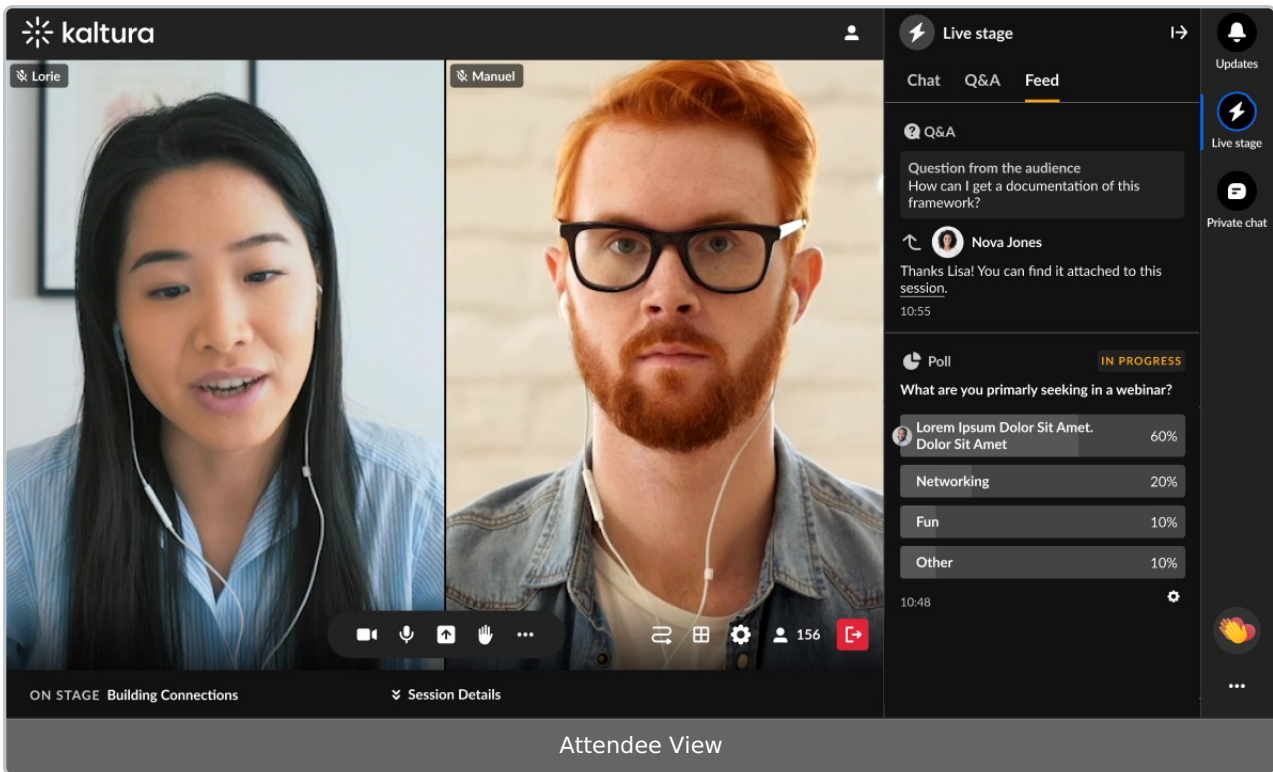 kaltura
Lorie
Manuel
156
ON STAGE Building Connections
Session Details
Live stage
Chat Q&A Feed
Q&A
Question from the audience
How can I get a documentation of this
framework?
Nova Jones
Thanks Lisa! You can find it attached to this
session.
10:55
Poll IN PROGRESS
What are you primarly seeking in a webinar?
Lorem Ipsum Dolor Sit Amet.
Dolor Sit Amet 60%
Networking 20%
Fun 10%
Other 10%
10:48
Updates
Live stage
Private chat
Attendee View